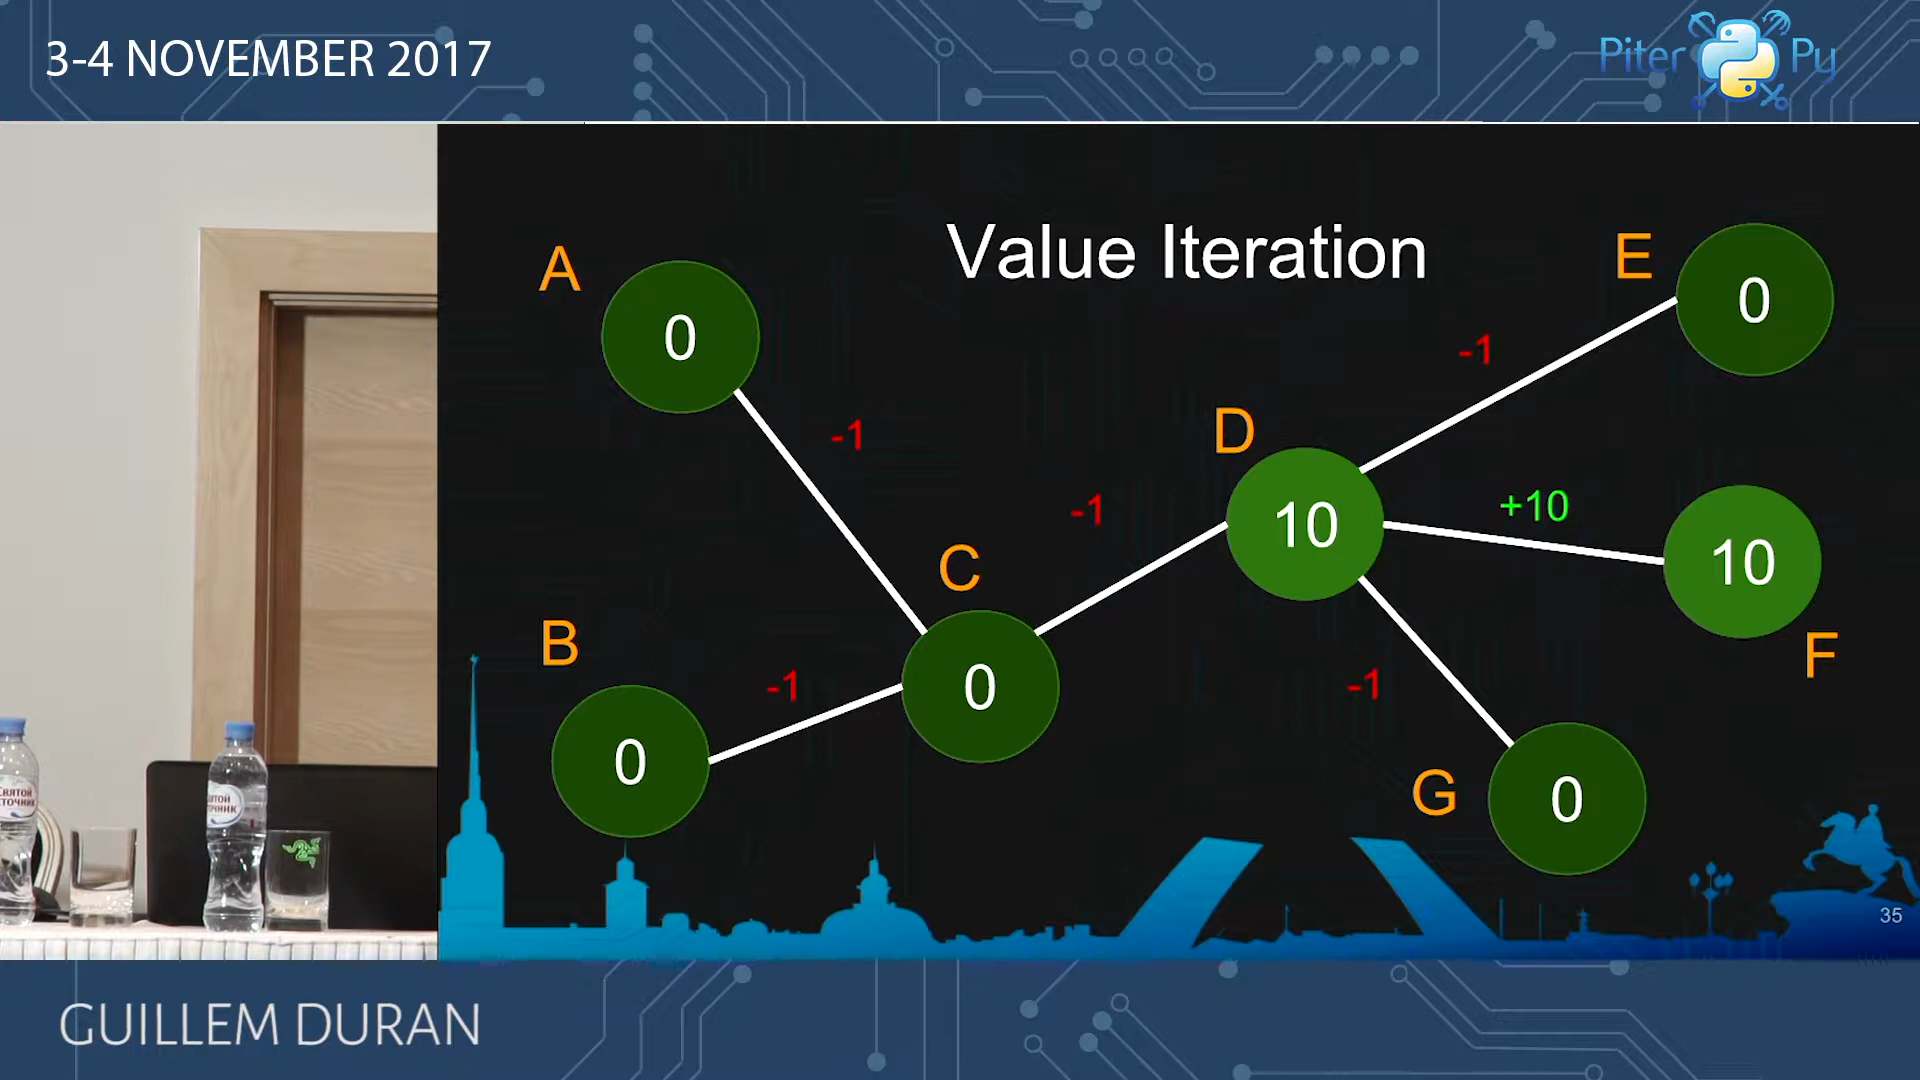 3-4 NOVEMBER 2017
Piter Py
Value Iteration
A
0
E
0
-1
-1
D
10
+10
10
F
-1
C
0
B
0
-1
-1
G
0
35
GUILLEM DURAN